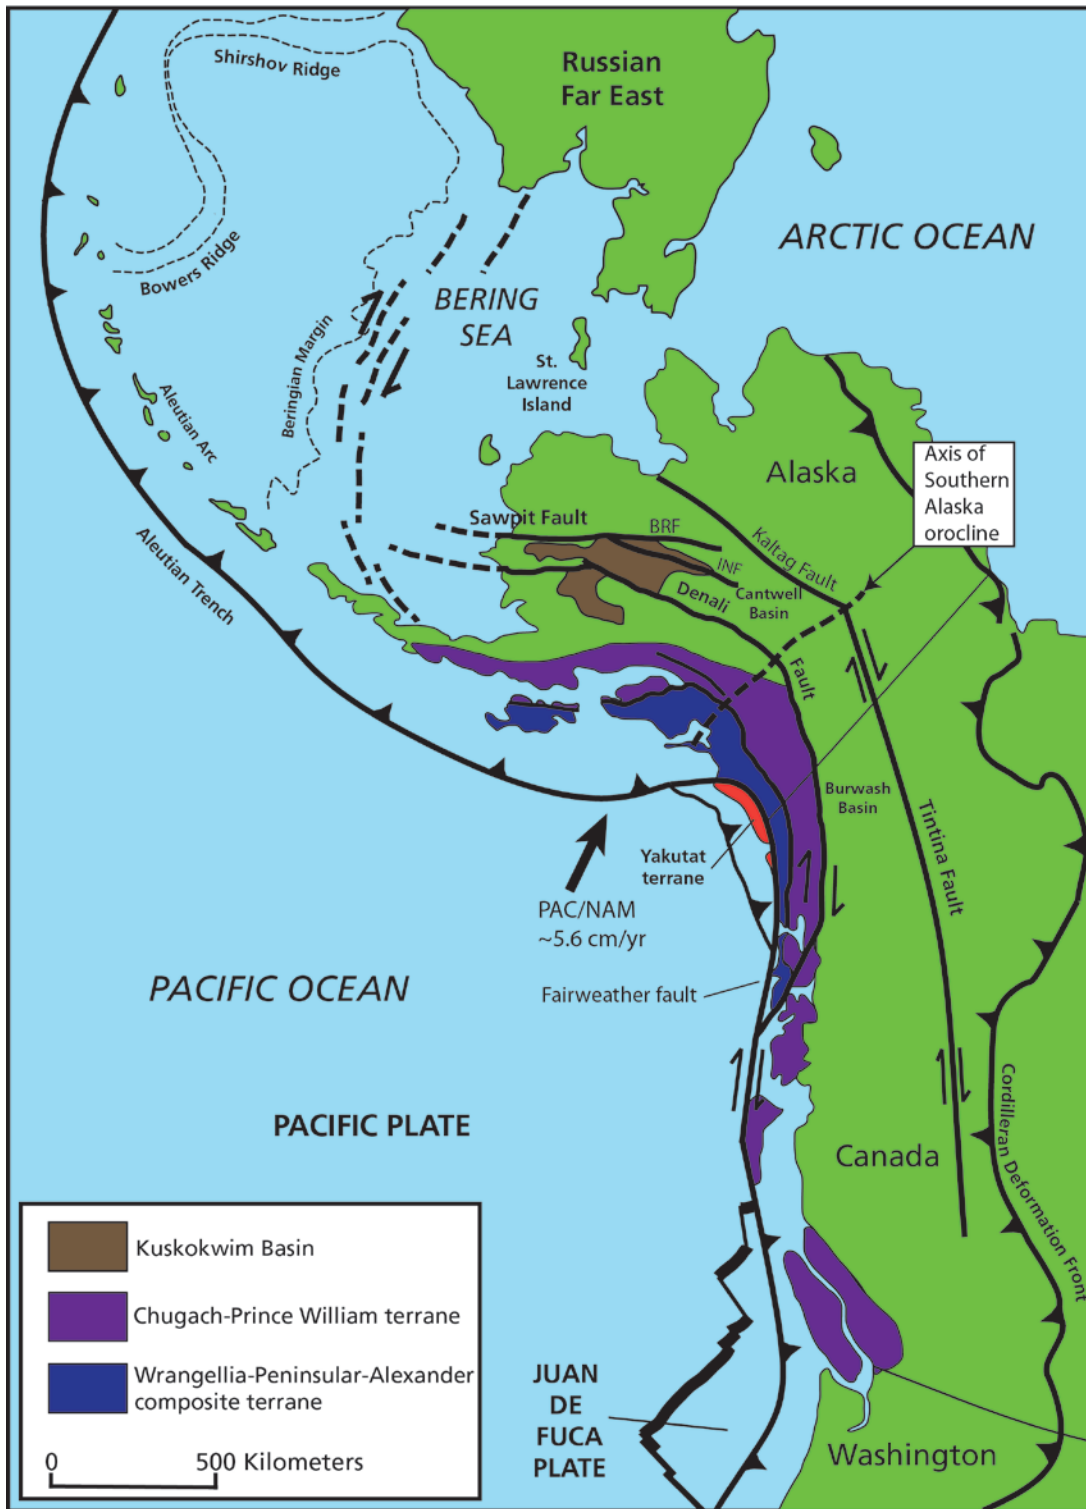 Shirshov Ridge
Russian
Far East
ARCTIC OCEAN
Bowers Ridge
BERING
SEA
Beringian Margin
St.
Lawrence
Island
Aleutian Arc
Alaska
Axis of
Southern
Alaska
orocline
Sawpit Fault
BRF
Kaltag Fault
INF
Aleutian Trench
Denali
Fault
Cantwell
Basin
Burwash
Basin
Tintina Fault
Yakutat
terrane
PAC/NAM
~5.6 cm/yr
PACIFIC OCEAN
Fairweather fault
PACIFIC PLATE
Canada
Cordilleran Deformation Front
Kuskokwim Basin
Chugach-Prince William terrane
Wrangellia-Peninsular-Alexander
composite terrane
0 500 Kilometers
JUAN
DE
FUCA
PLATE
Washington